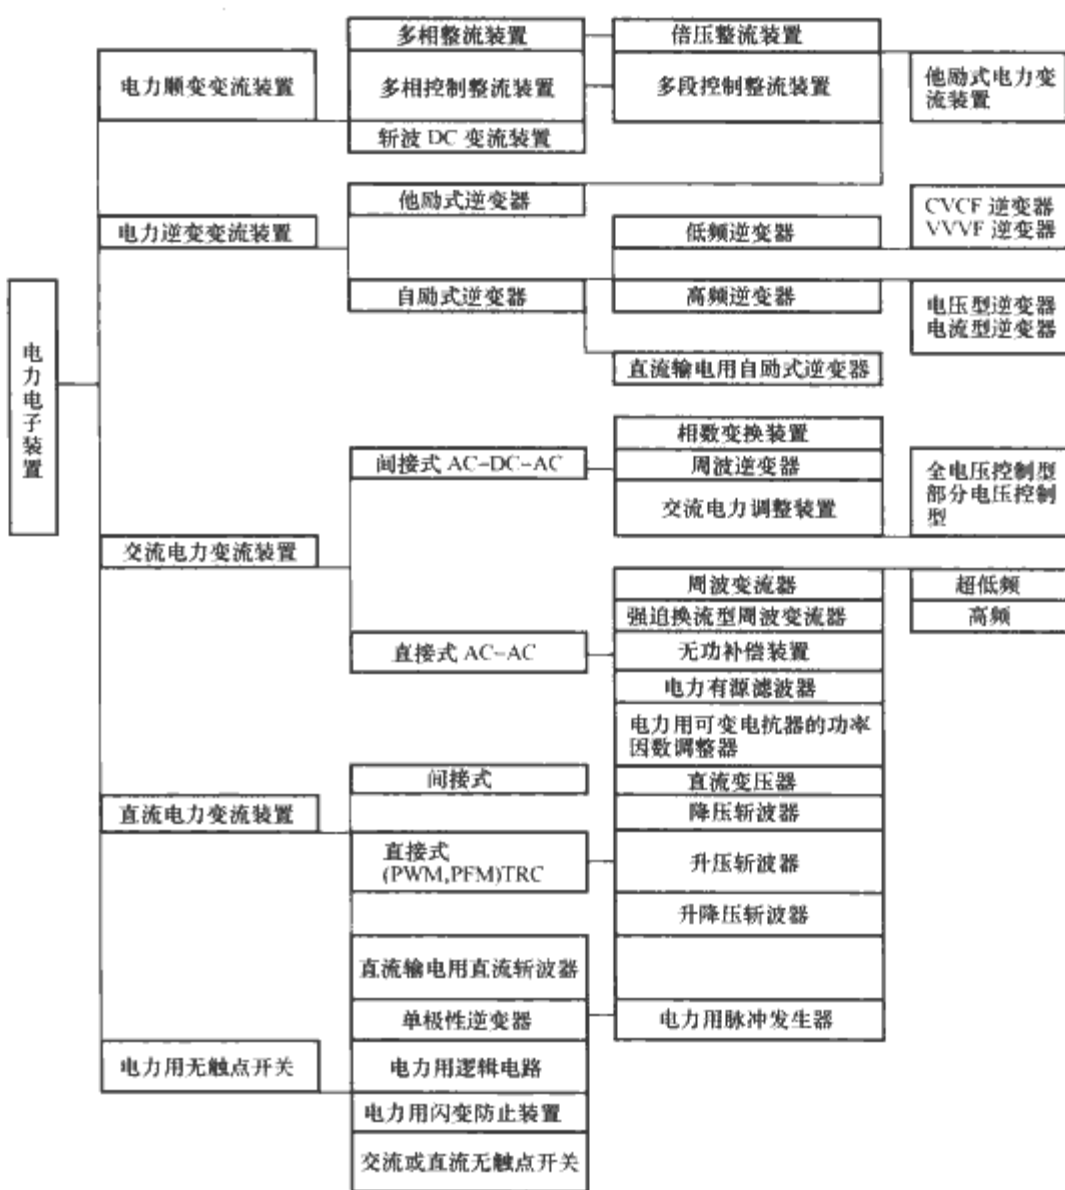 电力电子装置
电力顺变变流装置
多相整流装置
倍压整流装置
多相控制整流装置
多段控制整流装置
他励式电力变
流装置
斩波 DC 变流装置
电力逆变变流装置
他励式逆变器
低频逆变器
CVCF 逆变器
VVVF 逆变器
自励式逆变器
高频逆变器
电压型逆变器
电流型逆变器
直流输电用自励式逆变器
交流电力变流装置
间接式 AC-DC-AC
相数变换装置
周波逆变器
交流电力调整装置
全电压控制型
部分电压控制
型
直接式 AC-AC
周波变流器
超低频
强迫换流型周波变流器
高频
无功补偿装置
电力有源滤波器
电力用可变电抗器的功率
因数调整器
直流电力变流装置
间接式
直流变压器
直接式
(PWM,PFM)TRC
降压斩波器
升压斩波器
升降压斩波器
电力用无触点开关
直流输电用直流斩波器
单极性逆变器
电力用脉冲发生器
电力用逻辑电路
电力用闪变防止装置
交流或直流无触点开关